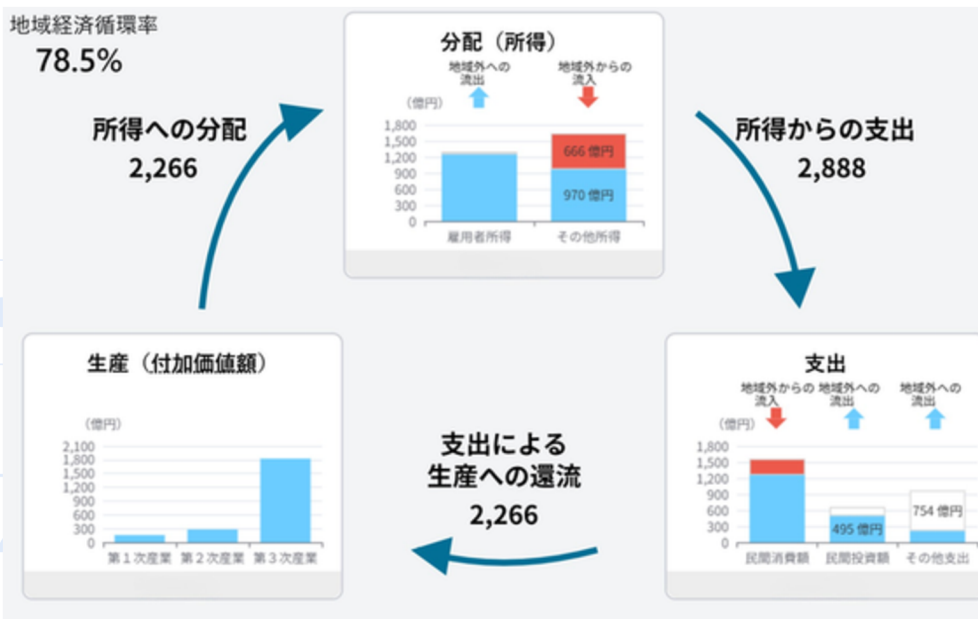 地域経済循環率
78.5%
分配（所得）
地域外への
流出
地域外からの
流入
（億円）
1,800
1,500
1,200
900
600
300
0
666 億円
970 億円
雇用者所得
その他所得
所得への分配
2,266
所得からの支出
2,888
生産（付加価値額）
（億円）
2,100
1,800
1,500
1,200
900
600
300
0
第1次産業
第2次産業
第3次産業
支出による
生産への還流
2,266
支出
地域外からの
流入
地域外への
流出
地域外への
流出
（億円）
1,800
1,500
1,200
900
600
300
0
495 億円
754 億円
民間消費額
民間投資額
その他支出